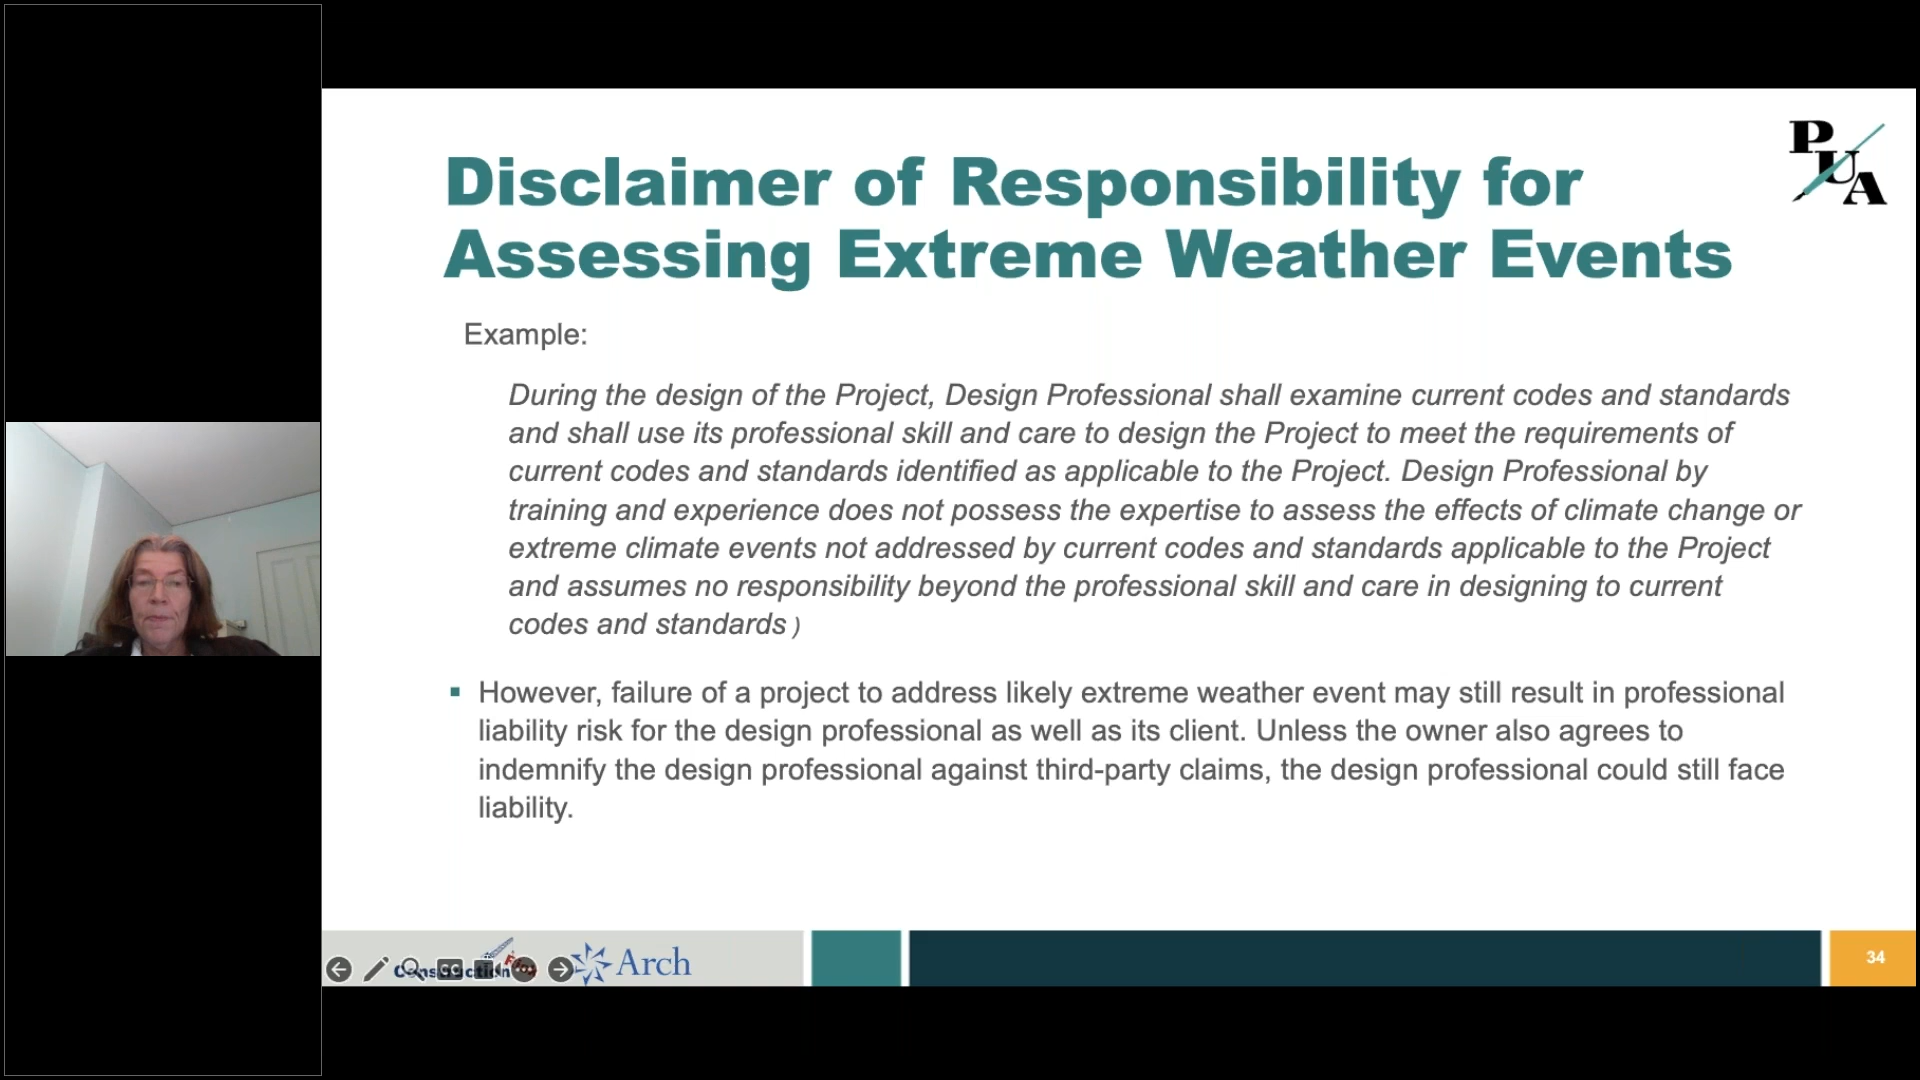 PUA
Disclaimer of Responsibility for
Assessing Extreme Weather Events
Example:
During the design of the Project, Design Professional shall examine current codes and standards
and shall use its professional skill and care to design the Project to meet the requirements of
current codes and standards identified as applicable to the Project. Design Professional by
training and experience does not possess the expertise to assess the effects of climate change or
extreme climate events not addressed by current codes and standards applicable to the Project
and assumes no responsibility beyond the professional skill and care in designing to current
codes and standards )
▪ However, failure of a project to address likely extreme weather event may still result in professional
liability risk for the design professional as well as its client. Unless the owner also agrees to
indemnify the design professional against third-party claims, the design professional could still face
liability.
Construction
Arch
34